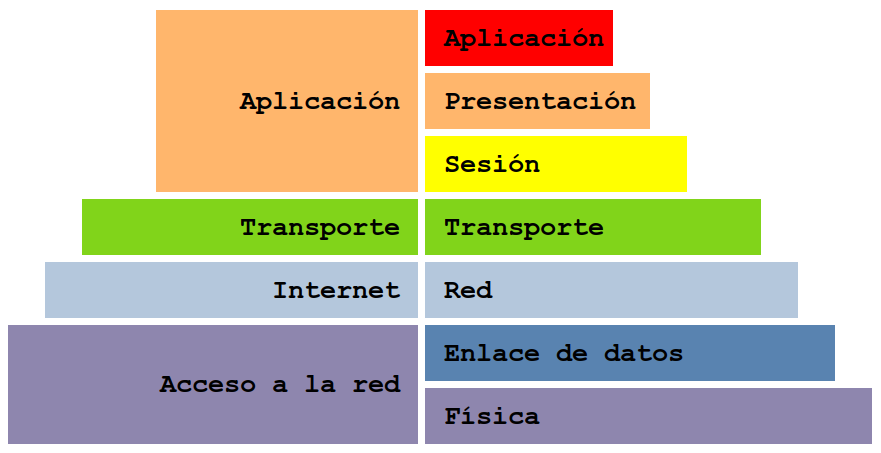 Aplicación
Transporte
Internet
Acceso a la red
Aplicación
Presentación
Sesión
Transporte
Red
Enlace de datos
Física